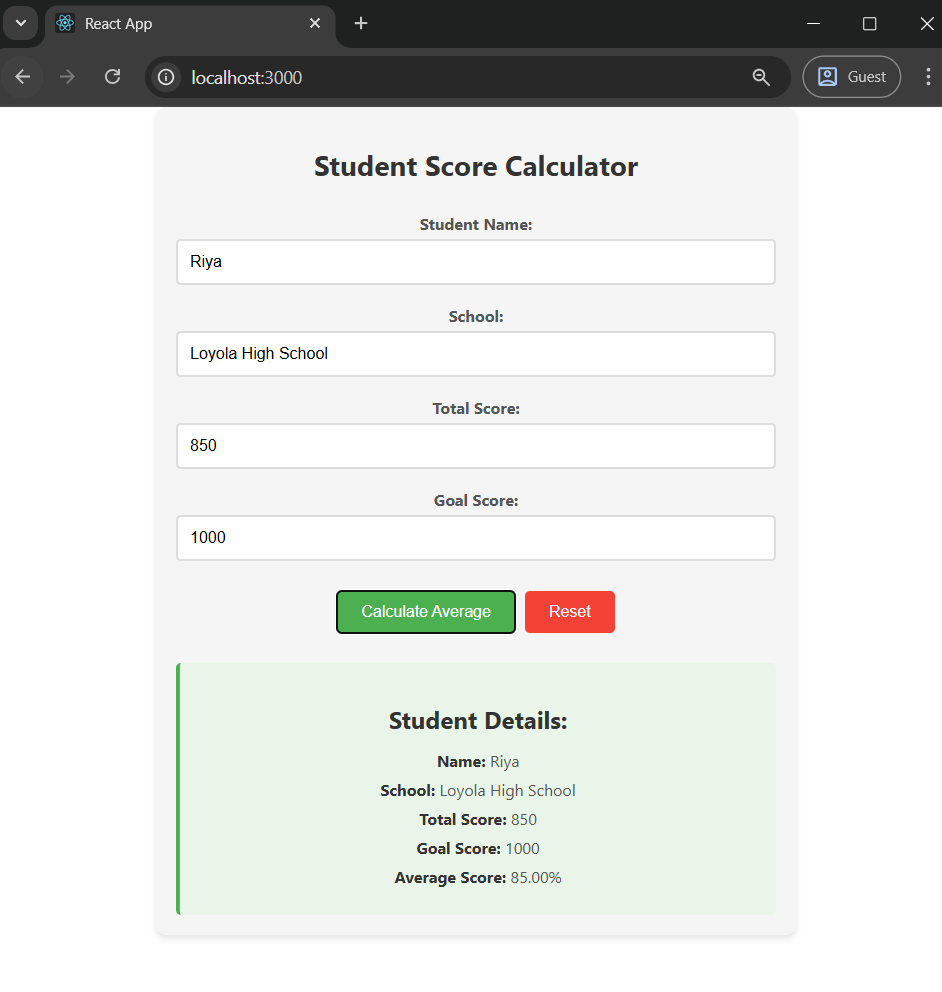 React App
localhost:3000
Guest
Student Score Calculator
Student Name:
Riya
School:
Loyola High School
Total Score:
850
Goal Score:
1000
Calculate Average
Reset
Student Details:
Name: Riya
School: Loyola High School
Total Score: 850
Goal Score: 1000
Average Score: 85.00%